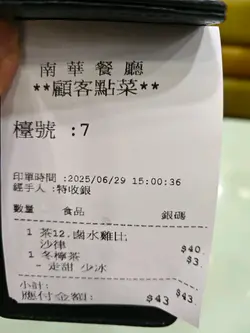 南華餐廳
**顧客點菜**
檯號 :7
印單時間 :2025/06/29 15:00:36
經手人 :特收銀
數量 食品 銀碼
1 茶12.鹵水雞比 $40
沙律
1 冬檸茶 $3
走甜 少冰
小計: $43
應付金額: $43